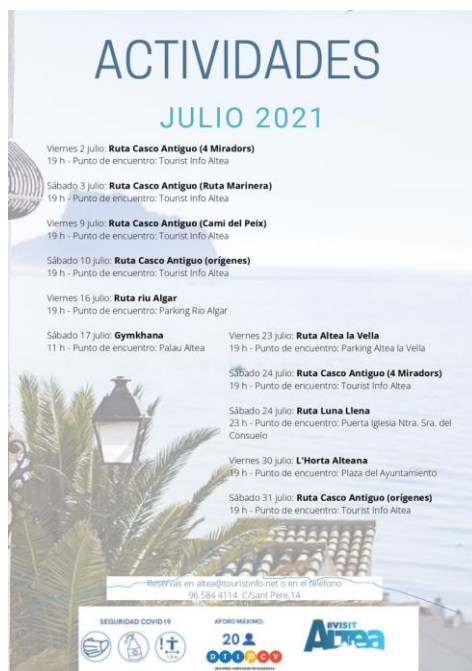 ACTIVIDADES
JULIO 2021
Viernes 2 julio: Ruta Casco Antiguo (4 Miradors)
19 h - Punto de encuentro: Tourist Info Altea
Sábado 3 julio: Ruta Casco Antiguo (Ruta Marinera)
19 h - Punto de encuentro: Tourist Info Altea
Viernes 9 julio: Ruta Casco Antiguo (Cami del Peix)
19 h - Punto de encuentro: Tourist Info Altea
Sábado 10 julio: Ruta Casco Antiguo (orígenes)
19 h - Punto de encuentro: Tourist Info Altea
Viernes 16 julio: Ruta riu Algar
19 h - Punto de encuentro: Parking Rio Algar
Sábado 17 julio: Gymkhana
11 h - Punto de encuentro: Palau Altea
Viernes 23 julio: Ruta Altea la Vella
19 h - Punto de encuentro: Parking Altea la Vella
Sábado 24 julio: Ruta Casco Antiguo (4 Miradors)
19 h - Punto de encuentro: Tourist Info Altea
Sábado 24 julio: Ruta Luna Llena
23 h - Punto de encuentro: Puerta Iglesia Ntra. Sra. del
Consuelo
Viernes 30 julio: L'Horta Alteana
19 h - Punto de encuentro: Plaza del Ayuntamiento
Sábado 31 julio: Ruta Casco Antiguo (orígenes)
19 h - Punto de encuentro: Tourist Info Altea
Reservas en altea@touristinfo.net o en el teléfono
96 584 4114 C/Sant Pere,14
SEGURIDAD COVID19
AFORO MÁXIMO:
20
DTIXCV
#VISIT
Altea